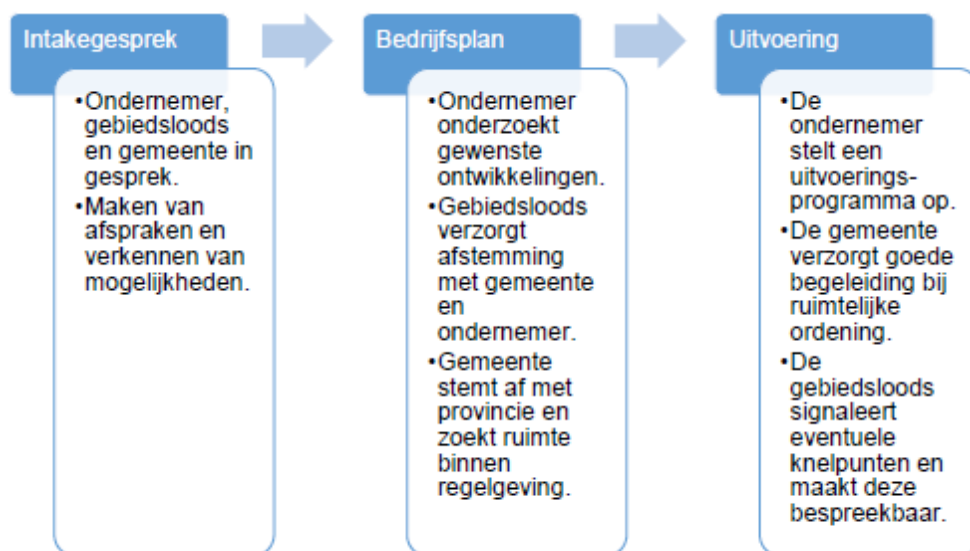 Intakegesprek
•Ondernemer,
gebiedsloods
en gemeente in
gesprek.
•Maken van
afspraken en
verkennen van
mogelijkheden.
Bedrijfsplan
•Ondernemer
onderzoekt
gewenste
ontwikkelingen.
•Gebiedsloods
verzorgt
afstemming
met gemeente
en
ondernemer.
•Gemeente
stemt af met
provincie en
zoekt ruimte
binnen
regelgeving.
Uitvoering
•De
ondernemer
stelt een
uitvoerings-
programma op.
•De gemeente
verzorgt goede
begeleiding bij
ruimtelijke
ordening.
•De
gebiedsloods
signaleert
eventuele
knelpunten en
maakt deze
bespreekbaar.